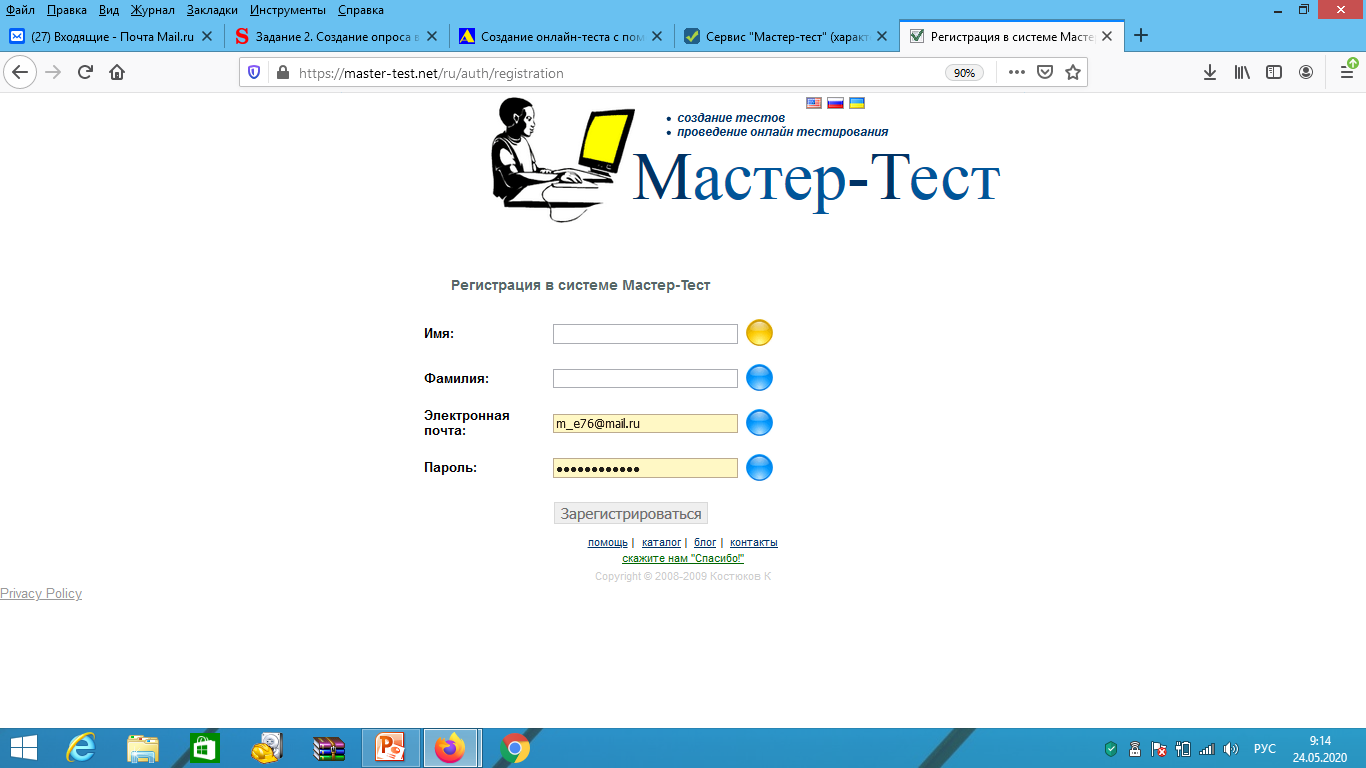 Файл Правка Вид Журнал Закладки Инструменты Справка
(27) Входящие - Почта Mail.ru
Задание 2. Создание опроса в
Создание онлайн-теста с пом
Сервис "Мастер-тест" (характ
Регистрация в системе Масте
https://master-test.net/ru/auth/registration
90%
создание тестов
проведение онлайн тестирования
Мастер-Тест
Регистрация в системе Мастер-Тест
Имя:
Фамилия:
Электронная
почта:
m_e76@mail.ru
Пароль:
Зарегистрироваться
помощь | каталог | блог | контакты
скажите нам "Спасибо!"
Copyright © 2008-2009 Костюков К
Privacy Policy
РУС
9:14
24.05.2020